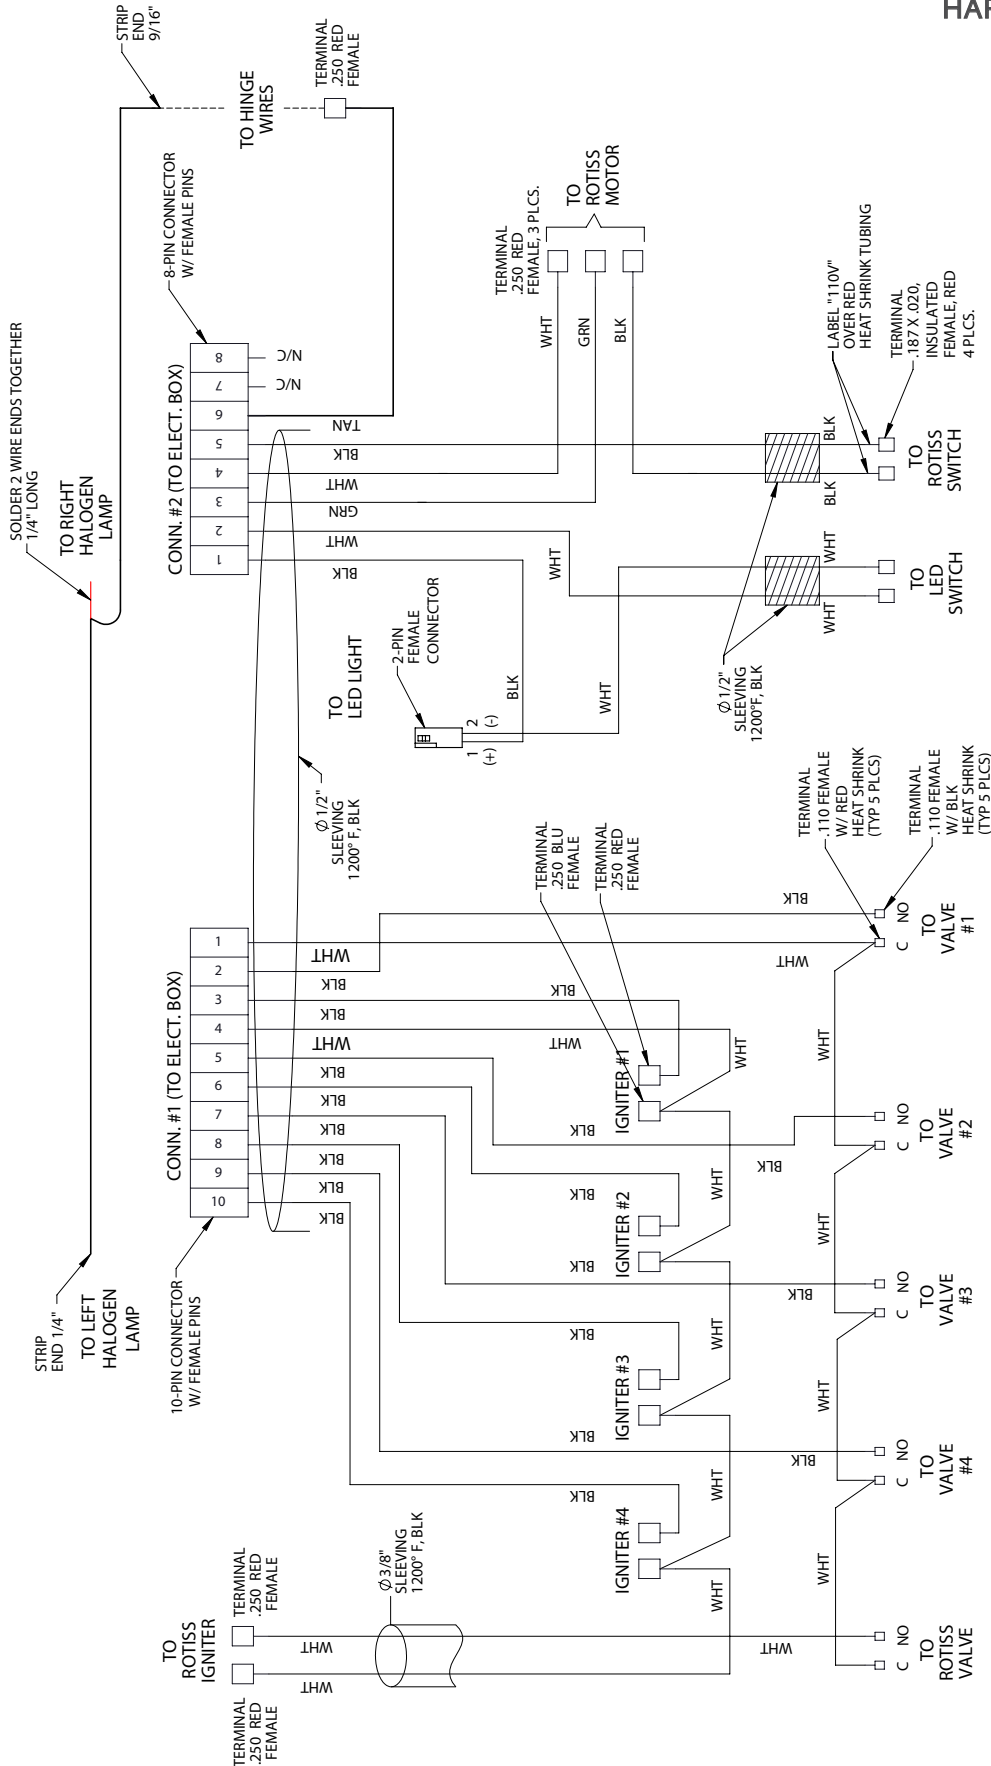 HAR
STRIP
END
9/16"
TERMINAL
.250 RED
FEMALE
TO HINGE
WIRES
8-PIN CONNECTOR
W/ FEMALE PINS
SOLDER 2 WIRE ENDS TOGETHER
1/4" LONG
TO RIGHT
HALOGEN
LAMP
CONN. #2 (TO ELECT. BOX)
8
7
6
5
4
3
2
1
N/C
N/C
TAN
BLK
WHT
GRN
WHT
BLK
TERMINAL
.250 RED
FEMALE, 3 PLCS.
TO
ROTISS
MOTOR
WHT
GRN
BLK
LABEL "110V"
OVER RED
HEAT SHRINK TUBING
TERMINAL
.187 X .020,
INSULATED
FEMALE, RED
4 PLCS.
BLK
BLK
TO
ROTISS
SWITCH
WHT
WHT
WHT
TO
LED
SWITCH
Ø 1/2"
SLEEVING
1200°F, BLK
TO
LED LIGHT
2-PIN
FEMALE
CONNECTOR
1
(+)
2
(-)
BLK
WHT
Ø 1/2"
SLEEVING
1200° F, BLK
STRIP
END 1/4"
TO LEFT
HALOGEN
LAMP
10-PIN CONNECTOR
W/ FEMALE PINS
CONN. #1 (TO ELECT. BOX)
1
2
3
4
5
6
7
8
9
10
WHT
BLK
BLK
WHT
BLK
BLK
BLK
BLK
BLK
BLK
TERMINAL
.250 BLU
FEMALE
TERMINAL
.250 RED
FEMALE
TERMINAL
.110 FEMALE
W/ RED
HEAT SHRINK
(TYP 5 PLCS)
TERMINAL
.110 FEMALE
W/ BLK
HEAT SHRINK
(TYP 5 PLCS)
BLK
WHT
BLK
WHT
WHT
IGNITER #1
C
NO
TO
VALVE
#1
WHT
BLK
BLK
BLK
WHT
IGNITER #2
C
NO
TO
VALVE
#2
WHT
BLK
BLK
BLK
WHT
IGNITER #3
C
NO
TO
VALVE
#3
WHT
BLK
BLK
BLK
WHT
IGNITER #4
C
NO
TO
VALVE
#4
WHT
WHT
TO
ROTISS
IGNITER
TERMINAL
.250 RED
FEMALE
TERMINAL
.250 RED
FEMALE
WHT
WHT
Ø 3/8"
SLEEVING
1200° F, BLK
WHT
C
NO
TO
ROTISS
VALVE